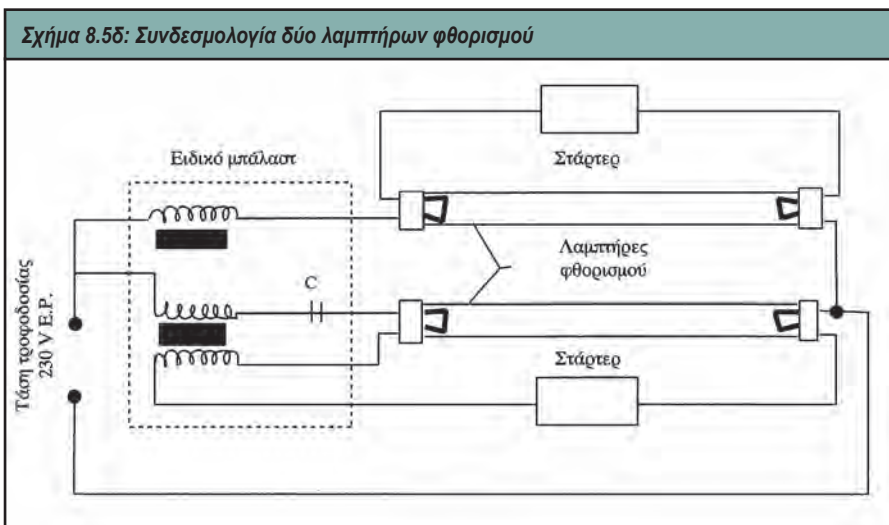 Σχήμα 8.5δ: Συνδεσμολογία δύο λαμπτήρων φθορισμού
Στάρτερ
Ειδικό μπάλαστ
Λαμπτήρες
φθορισμού
C
Στάρτερ
Τάση τροφοδοσίας
230 V Ε.Ρ.